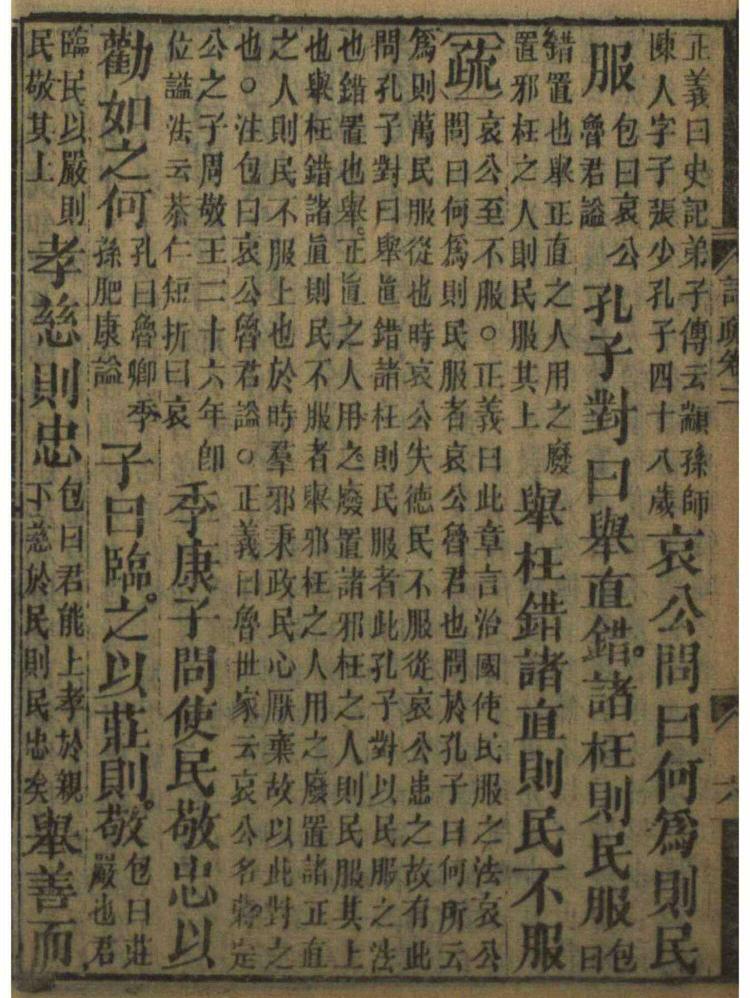 語疏卷二
六
正義曰史記弟子傳云顓孫師
陳人字子張少孔子四十八歲
哀公問曰何爲則民
服
包曰哀公
魯君謚
孔子對曰舉直錯諸枉則民服
包曰
錯置也舉正直之人用之廢
置邪枉之人則民服其上
舉枉錯諸直則民不服
疏
哀公至不服○正義曰此章言治國使民服之法哀公
問曰何爲則民服者哀公魯君也問於孔子曰何所云
爲則萬民服從也時哀公失德民不服從哀公患之故有此
問孔子對曰舉直錯諸枉則民服者此孔子對以民服之法
也錯置也舉正直之人用之廢置諸邪枉之人則民服其上
也舉枉錯諸直則民不服者舉邪枉之人用之廢置諸正直
之人則民不服上也於時羣邪秉政民心厭棄故以此對之
也○注包曰哀公魯君謚○正義曰魯世家云哀公名蔣定
公之子周敬王二十六年卽
位謚法云恭仁短折曰哀
季康子問使民敬忠以
勸如之何
孔曰魯卿季
孫肥康謚
子曰臨之以莊則敬
包曰莊
嚴也君
臨民以嚴則
民敬其上
孝慈則忠
包曰君能上孝於親
下慈於民則民忠矣
舉善而